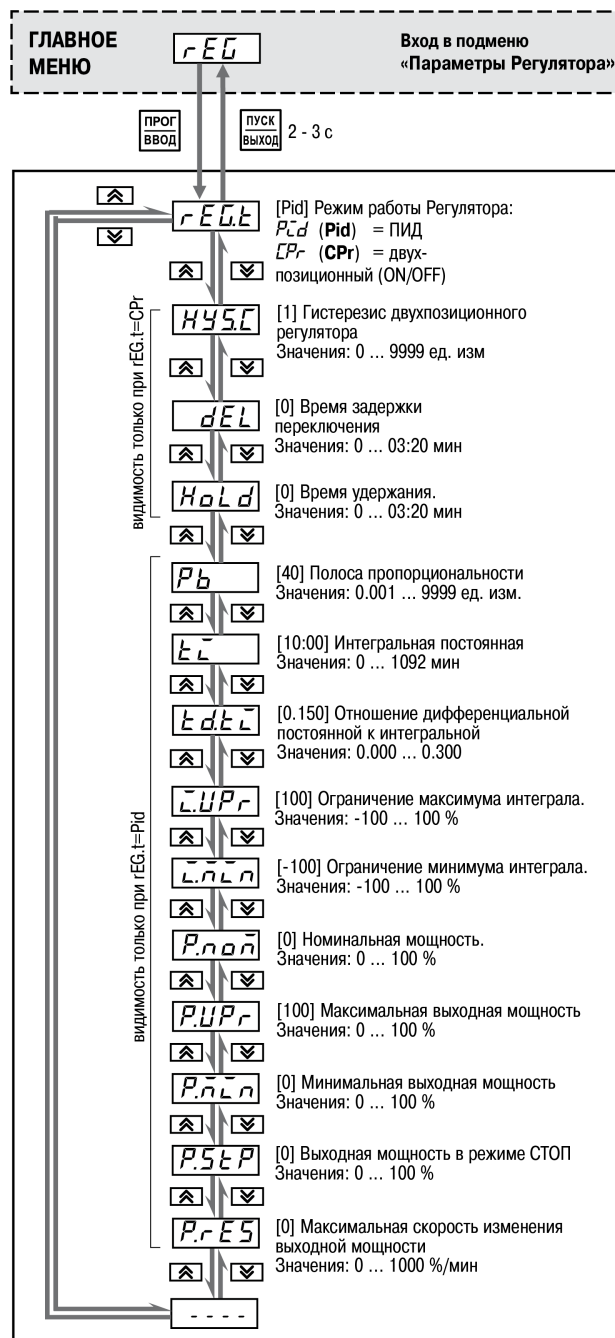 ГЛАВНОЕ
МЕНЮ
rEG
Вход в подменю
«Параметры Регулятора»
ПРОГ
ВВОД
ПУСК
ВЫХОД
2 - 3 с
rEG.t
[Pid] Режим работы Регулятора:
Pid (Pid) = ПИД
CPr (CPr) = двух-
позиционный (ON/OFF)
видимость только при rEG.t=CPr
HYS.C
[1] Гистерезис двухпозиционного
регулятора
Значения: 0 ... 9999 ед. изм
dEL
[0] Время задержки
переключения
Значения: 0 ... 03:20 мин
HoLd
[0] Время удержания.
Значения: 0 ... 03:20 мин
видимость только при rEG.t=Pid
Pb
[40] Полоса пропорциональности
Значения: 0.001 ... 9999 ед. изм.
ti
[10:00] Интегральная постоянная
Значения: 0 ... 1092 мин
td.ti
[0.150] Отношение дифференциальной
постоянной к интегральной
Значения: 0.000 ... 0.300
i.UPr
[100] Ограничение максимума интеграла.
Значения: -100 ... 100 %
i.min
[-100] Ограничение минимума интеграла.
Значения: -100 ... 100 %
P.nom
[0] Номинальная мощность.
Значения: 0 ... 100 %
P.UPr
[100] Максимальная выходная мощность
Значения: 0 ... 100 %
P.min
[0] Минимальная выходная мощность
Значения: 0 ... 100 %
P.StP
[0] Выходная мощность в режиме СТОП
Значения: 0 ... 100 %
P.rES
[0] Максимальная скорость изменения
выходной мощности
Значения: 0 ... 1000 %/мин
- - - -